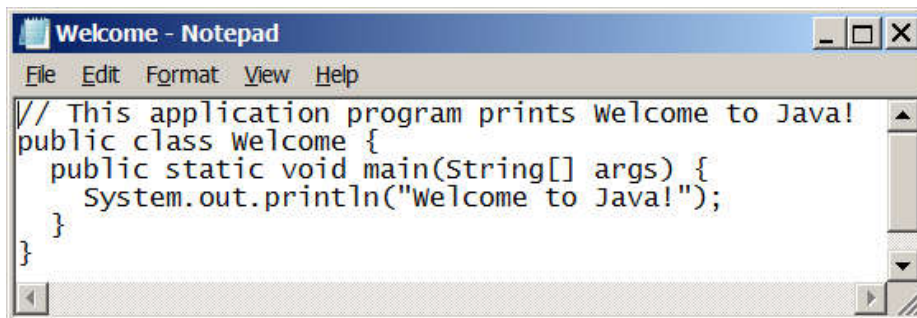 Welcome - Notepad
File Edit Format View Help
// This application program prints Welcome to Java!
public class Welcome {
  public static void main(String[] args) {
    System.out.println("Welcome to Java!");
  }
}